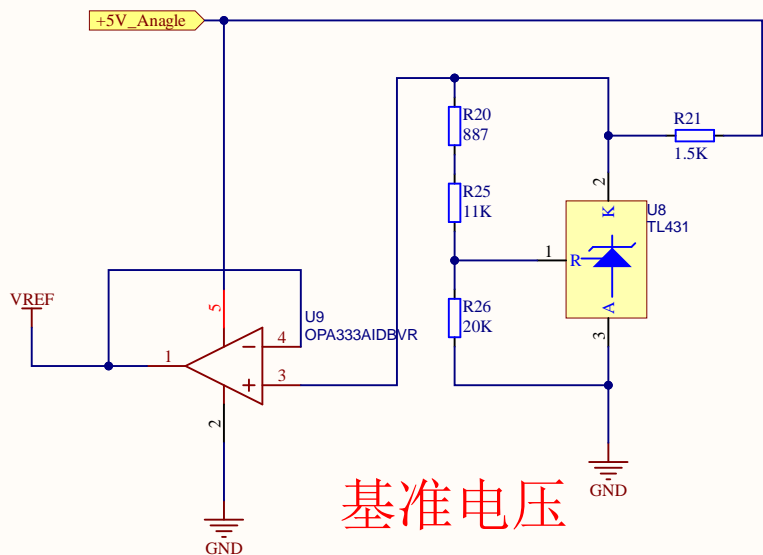 +5V_Anagle
R20
887
R21
1.5K
2
K
R25
11K
U8
TL431
1
R
A
R26
20K
3
VREF
5
U9
OPA333AIDBVR
4
1
3
2
GND
基准电压
GND